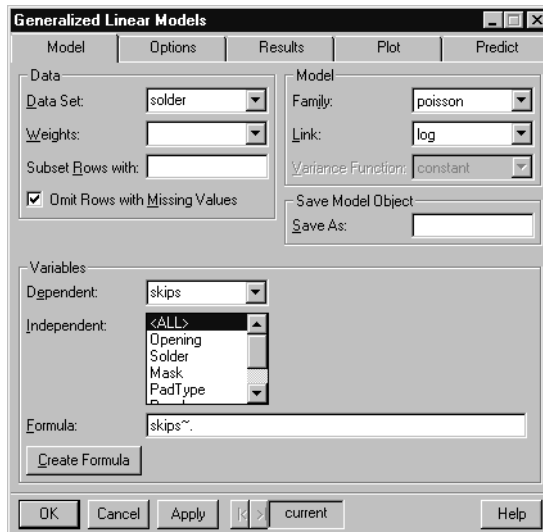 Generalized Linear Models
Model Options Results Plot Predict
Data
Data Set: solder
Weights:
Subset Rows with:
Omit Rows with Missing Values
Model
Family: poisson
Link: log
Variance Function: constant
Save Model Object
Save As:
Variables
Dependent: skips
Independent: <ALL>
Opening
Solder
Mask
PadType
Formula: skips~.
Create Formula
OK Cancel Apply |< > current Help